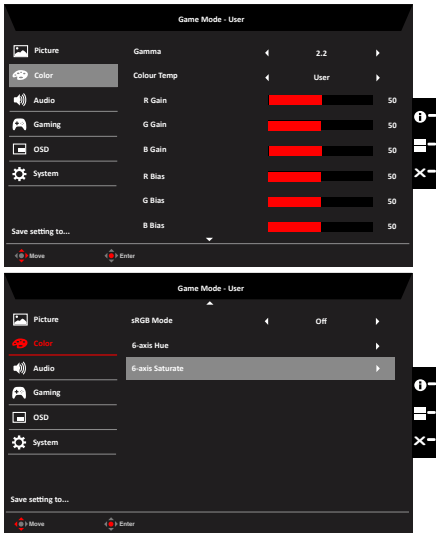 Game Mode - User
Picture Gamma 2.2
Color Colour Temp User
Audio R Gain 50
Gaming G Gain 50
OSD B Gain 50
System R Bias 50
G Bias 50
Save setting to... B Bias 50
Move Enter
Game Mode - User
Picture sRGB Mode Off
Color 6-axis Hue
Audio 6-axis Saturate
Gaming
OSD
System
Save setting to...
Move Enter